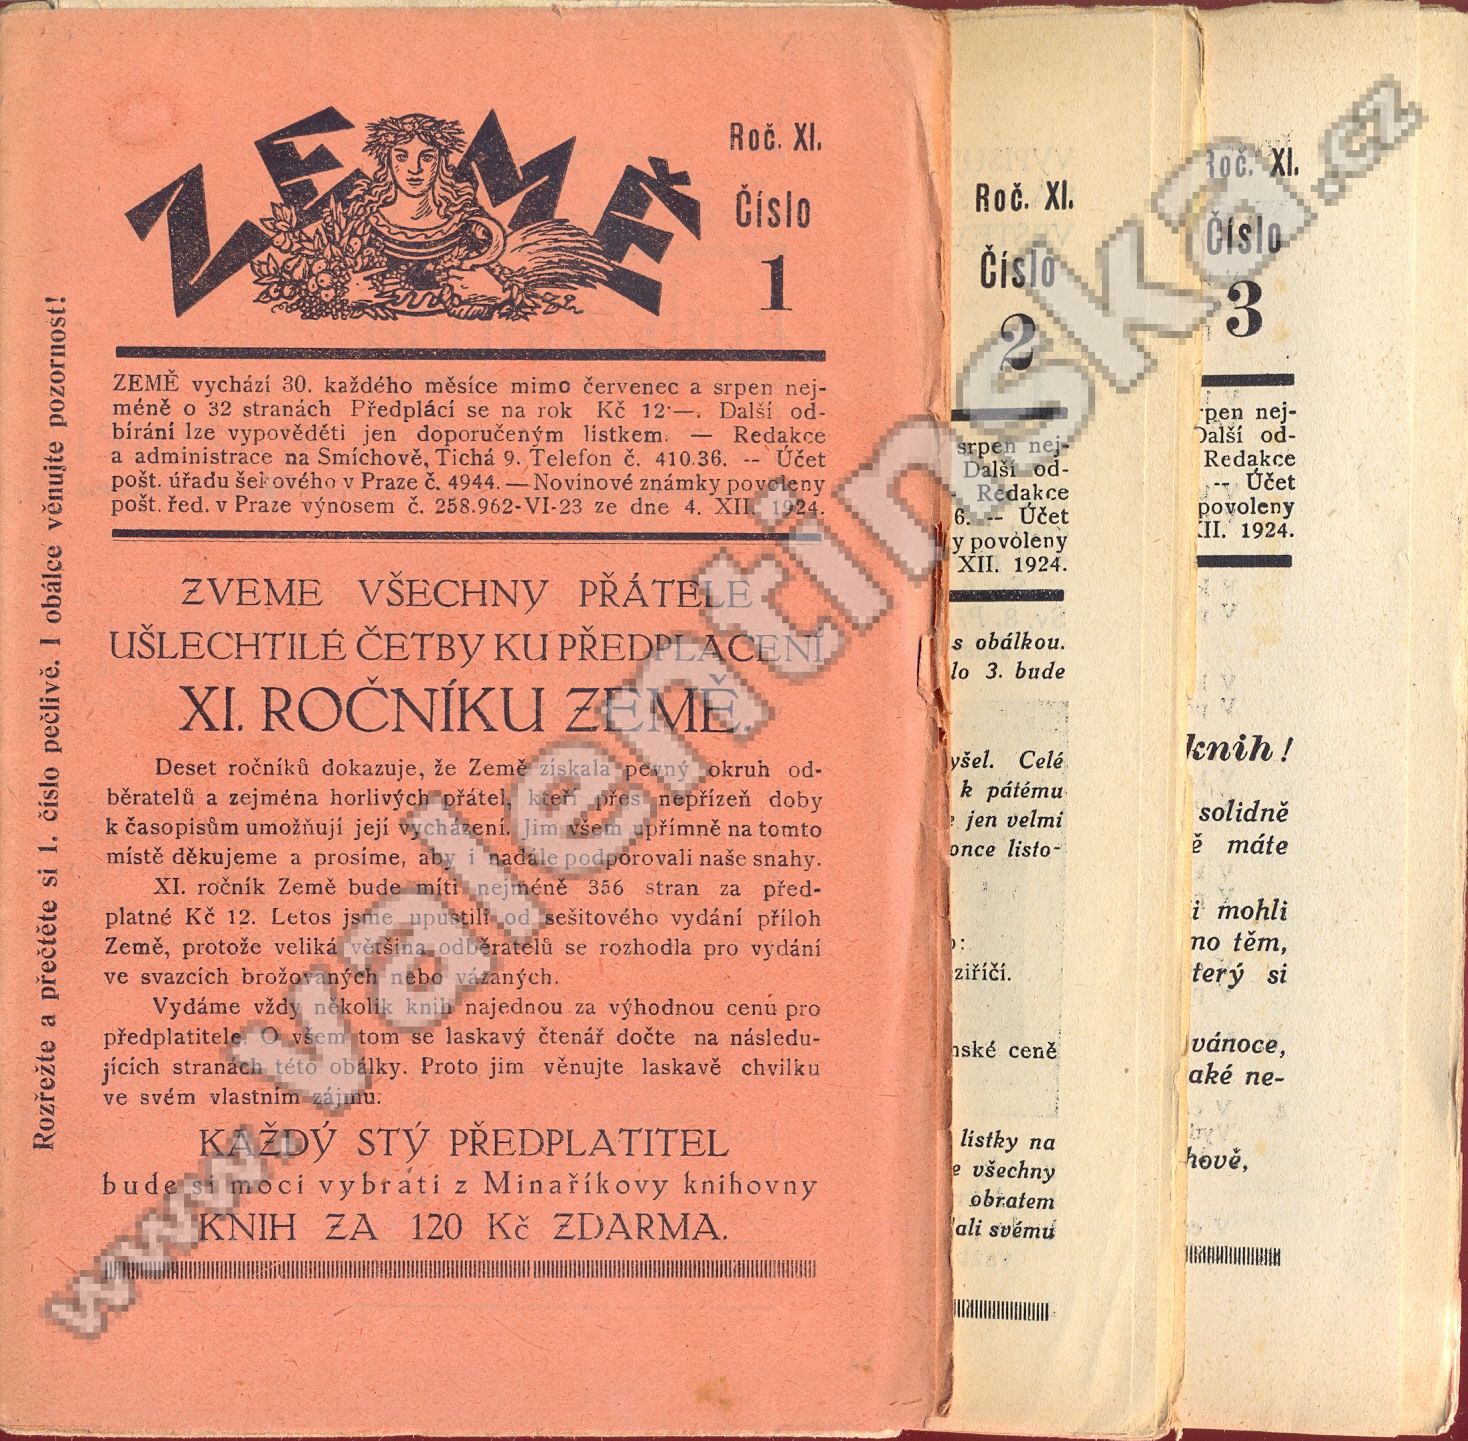 ZEMĚ
Roč. XI.
Číslo
1
ZEMĚ vychází 30. každého měsíce mimo červenec a srpen nej-
méně o 32 stranách Předplácí se na rok Kč 12·—. Další od-
bírání lze vypověděti jen doporučeným lístkem. — Redakce
a administrace na Smíchově, Tichá 9. Telefon č. 410.36. -- Účet
pošt. úřadu šekového v Praze č. 4944. — Novinové známky povoleny
pošt. řed. v Praze výnosem č. 258.962-VI-23 ze dne 4. XII. 1924.
ZVEME VŠECHNY PŘÁTELE
UŠLECHTILÉ ČETBY KU PŘEDPLACENÍ
XI. ROČNÍKU ZEMĚ.
Deset ročníků dokazuje, že Země získala pevný okruh od-
běratelů a zejména horlivých přátel, kteří přes nepřízeň doby
k časopisům umožňují její vycházení. Jim všem upřímně na tomto
místě děkujeme a prosíme, aby i nadále podporovali naše snahy.
XI. ročník Země bude míti nejméně 356 stran za před-
platné Kč 12. Letos jsme upustili od sešitového vydání příloh
Země, protože veliká většina odběratelů se rozhodla pro vydání
ve svazcích brožovaných nebo vázaných.
Vydáme vždy několik knih najednou za výhodnou cenu pro
předplatitele. O všem tom se laskavý čtenář dočte na následu-
jících stranách této obálky. Proto jim věnujte laskavě chvilku
ve svém vlastním zájmu.
KAŽDÝ STÝ PŘEDPLATITEL
bude si moci vybrati z Minaříkovy knihovny
KNIH ZA 120 Kč ZDARMA.
Rozřežte a přečtěte si 1. číslo pečlivě. I obálce věnujte pozornost!
Roč. XI.
Číslo
2
srpen nej-
Další od-
- Redakce
6. -- Účet
y povoleny
XII. 1924.
s obálkou.
lo 3. bude
yšel. Celé
k pátému
e jen velmi
once listo-
o:
ziříčí.
nské ceně
lístky na
e všechny
obratem
ali svému
Roč. XI.
Číslo
3
rpen nej-
Další od-
Redakce
-- Účet
povoleny
XII. 1924.
knih!
solidně
ě máte
i mohli
no těm,
terý si
vánoce,
aké ne-
hově,
www.valentinska.cz